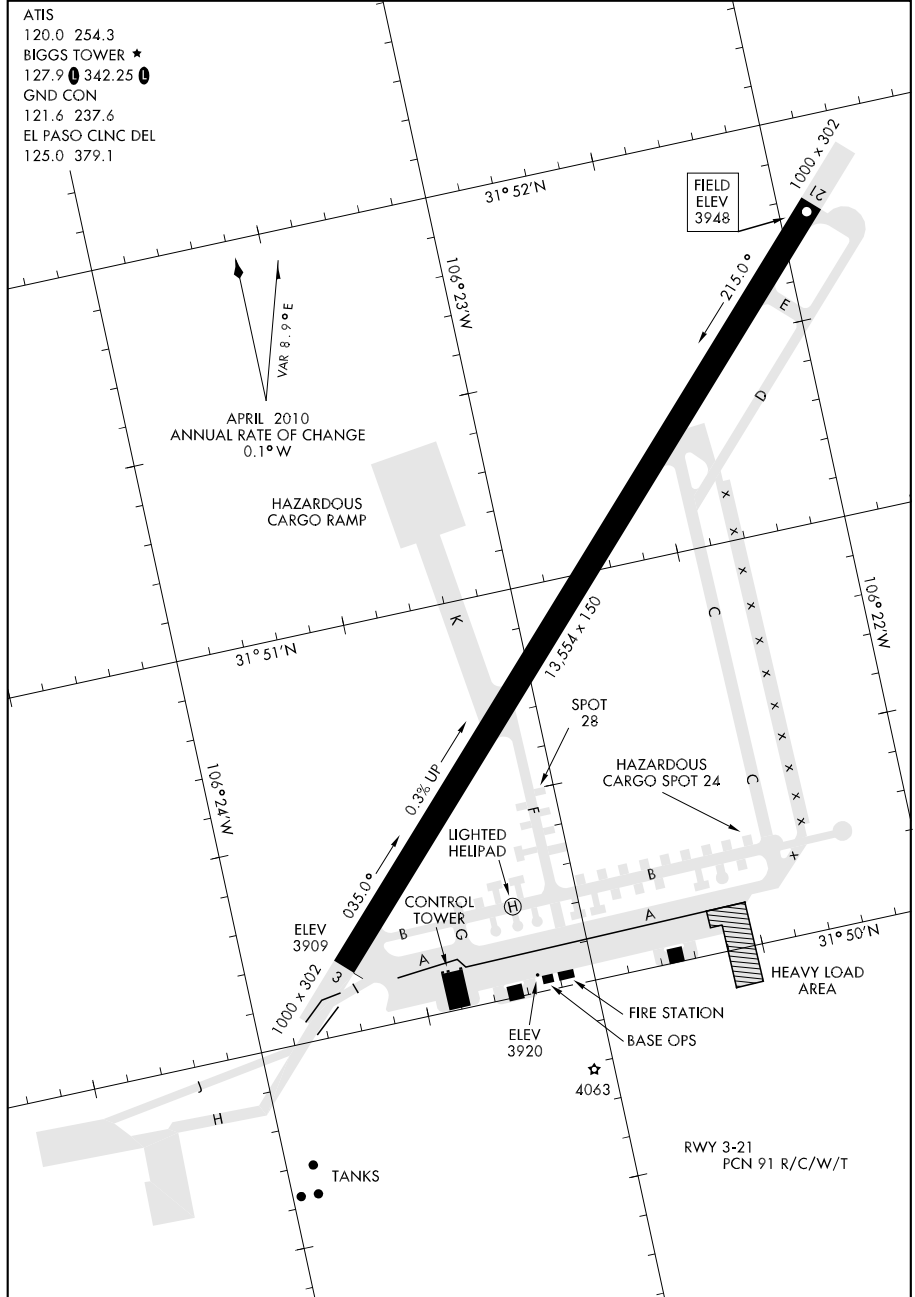 ATIS
120.0 254.3
BIGGS TOWER ★
127.9 Ⓛ 342.25 Ⓛ
GND CON
121.6 237.6
EL PASO CLNC DEL
125.0 379.1
31°52'N
1000 x 302
21
FIELD
ELEV
3948
106°23'W
215.0°
E
VAR 8.9°E
D
APRIL 2010
ANNUAL RATE OF CHANGE
0.1° W
HAZARDOUS
CARGO RAMP
x x x x x x x x x x x
106°22'W
C
K
13,554 x 150
31°51'N
SPOT
28
HAZARDOUS
CARGO SPOT 24
C
106°24'W
0.3% UP
F
LIGHTED
HELIPAD
035.0°
B
H
CONTROL
TOWER
A
ELEV
3909
B
G
A
31°50'N
3
I
1000 x 302
HEAVY LOAD
AREA
FIRE STATION
BASE OPS
ELEV
3920
4063
J
H
RWY 3-21
PCN 91 R/C/W/T
TANKS